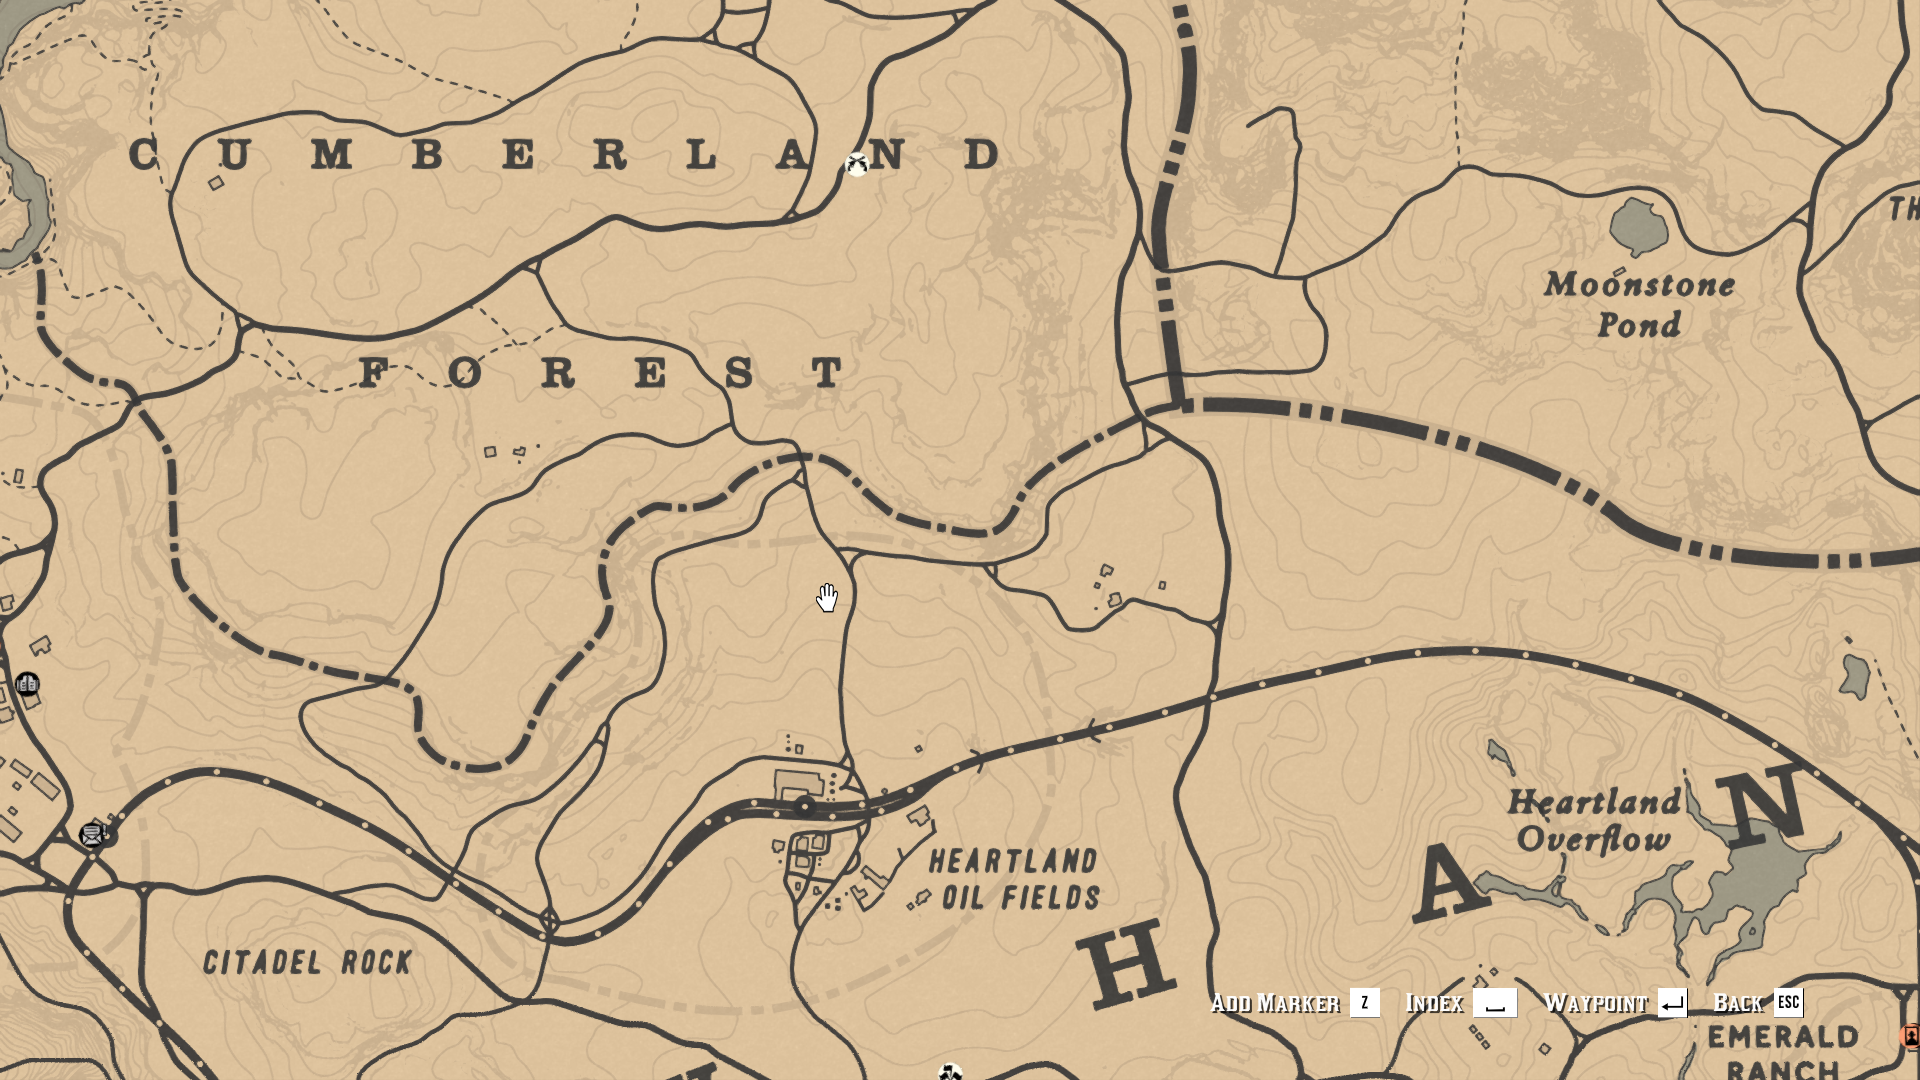 CUMBERLAND
FOREST
TH
Moonstone
Pond
Heartland
Overflow
N
A
H
HEARTLAND
OIL FIELDS
CITADEL ROCK
ADD MARKER Z INDEX WAYPOINT BACK ESC
EMERALD
RANCH